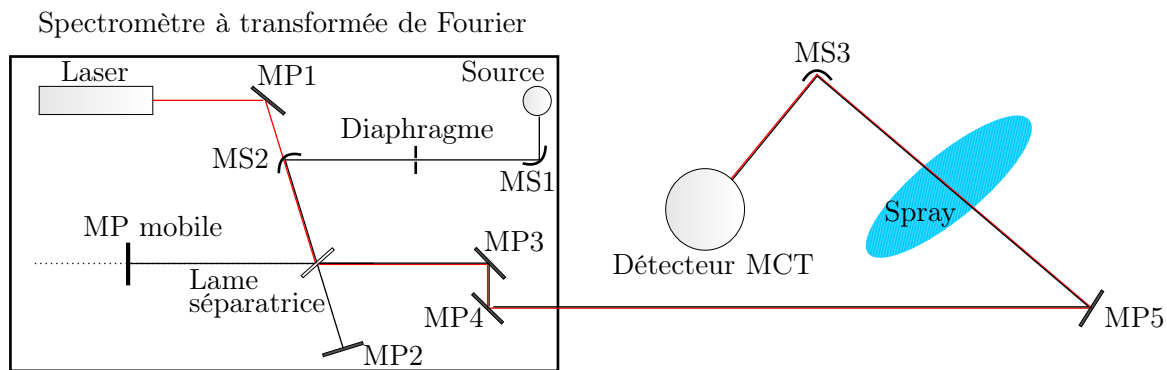 Spectromètre à transformée de Fourier
Laser
MP1
Source
MS3
Diaphragme
MS2
MS1
MP mobile
Lame
séparatrice
MP3
Spray
Détecteur MCT
MP4
MP5
MP2